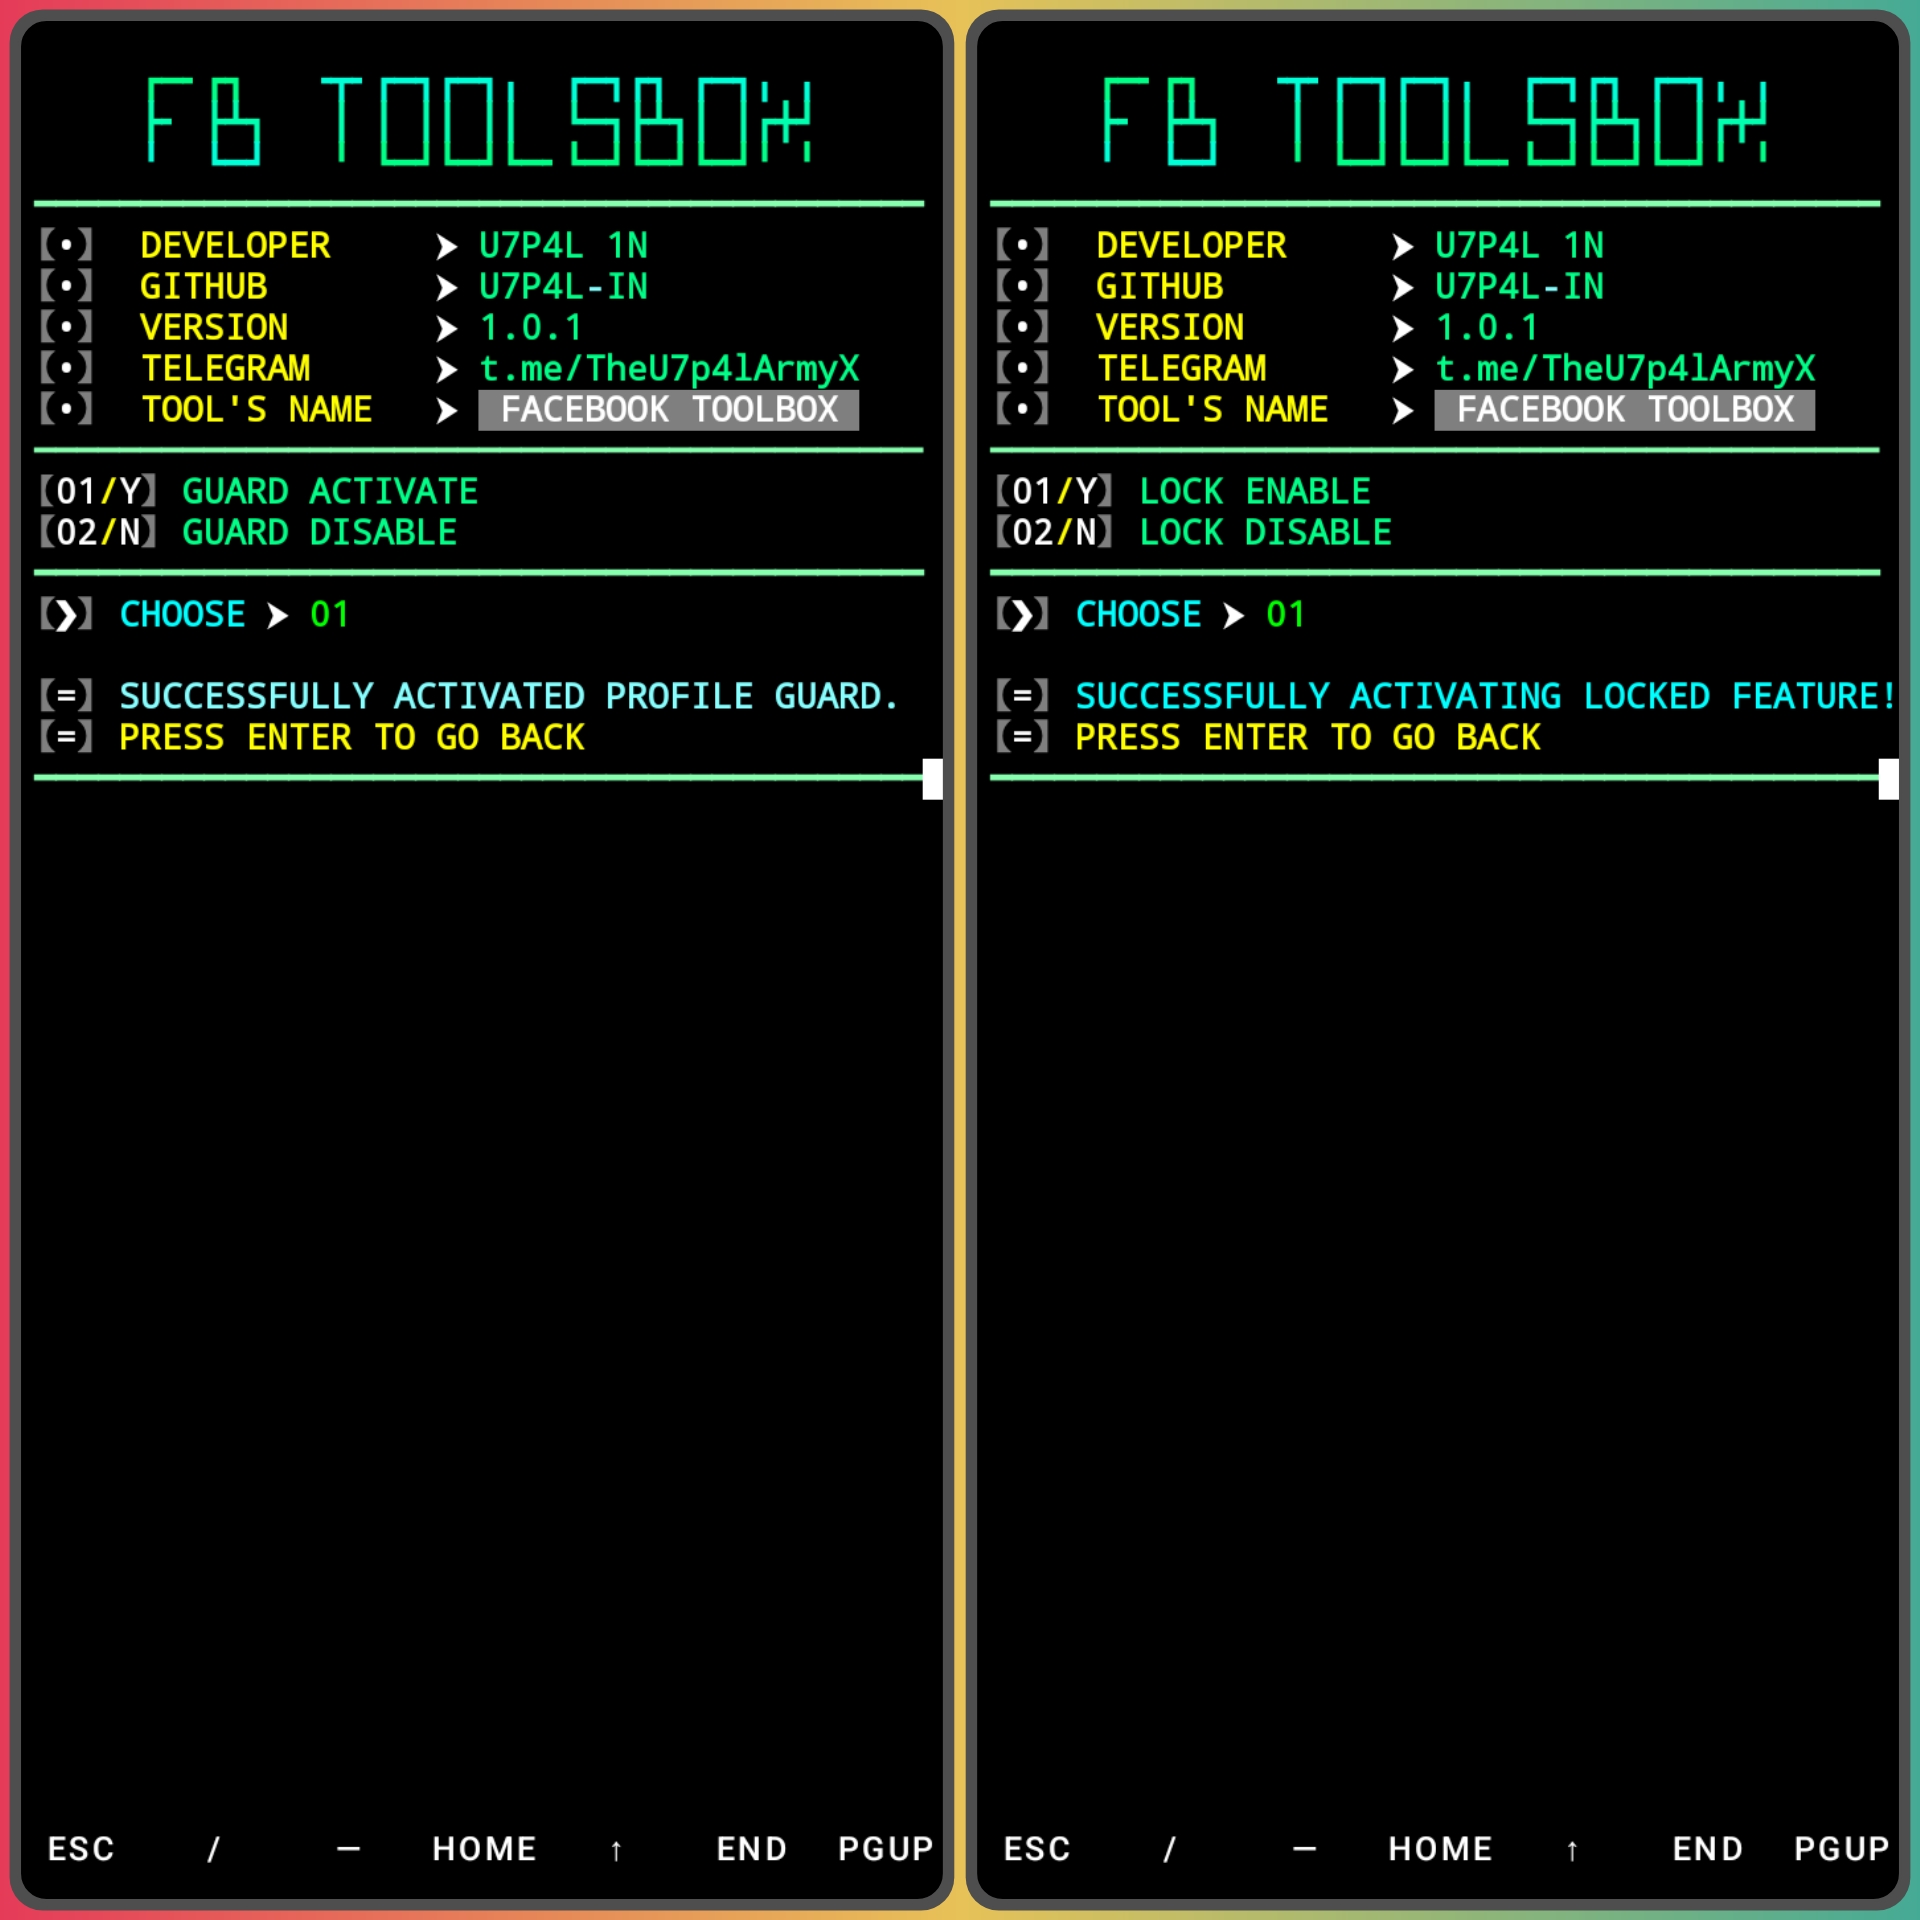 FB TOOLSBOX
[•] DEVELOPER ➤ U7P4L 1N
[•] GITHUB ➤ U7P4L-IN
[•] VERSION ➤ 1.0.1
[•] TELEGRAM ➤ t.me/TheU7p4lArmyX
[•] TOOL'S NAME ➤ FACEBOOK TOOLBOX
[01/Y] GUARD ACTIVATE
[02/N] GUARD DISABLE
[❯] CHOOSE ➤ 01
[=] SUCCESSFULLY ACTIVATED PROFILE GUARD.
[=] PRESS ENTER TO GO BACK
ESC / — HOME ↑ END PGUP
FB TOOLSBOX
[•] DEVELOPER ➤ U7P4L 1N
[•] GITHUB ➤ U7P4L-IN
[•] VERSION ➤ 1.0.1
[•] TELEGRAM ➤ t.me/TheU7p4lArmyX
[•] TOOL'S NAME ➤ FACEBOOK TOOLBOX
[01/Y] LOCK ENABLE
[02/N] LOCK DISABLE
[❯] CHOOSE ➤ 01
[=] SUCCESSFULLY ACTIVATING LOCKED FEATURE!
[=] PRESS ENTER TO GO BACK
ESC / — HOME ↑ END PGUP